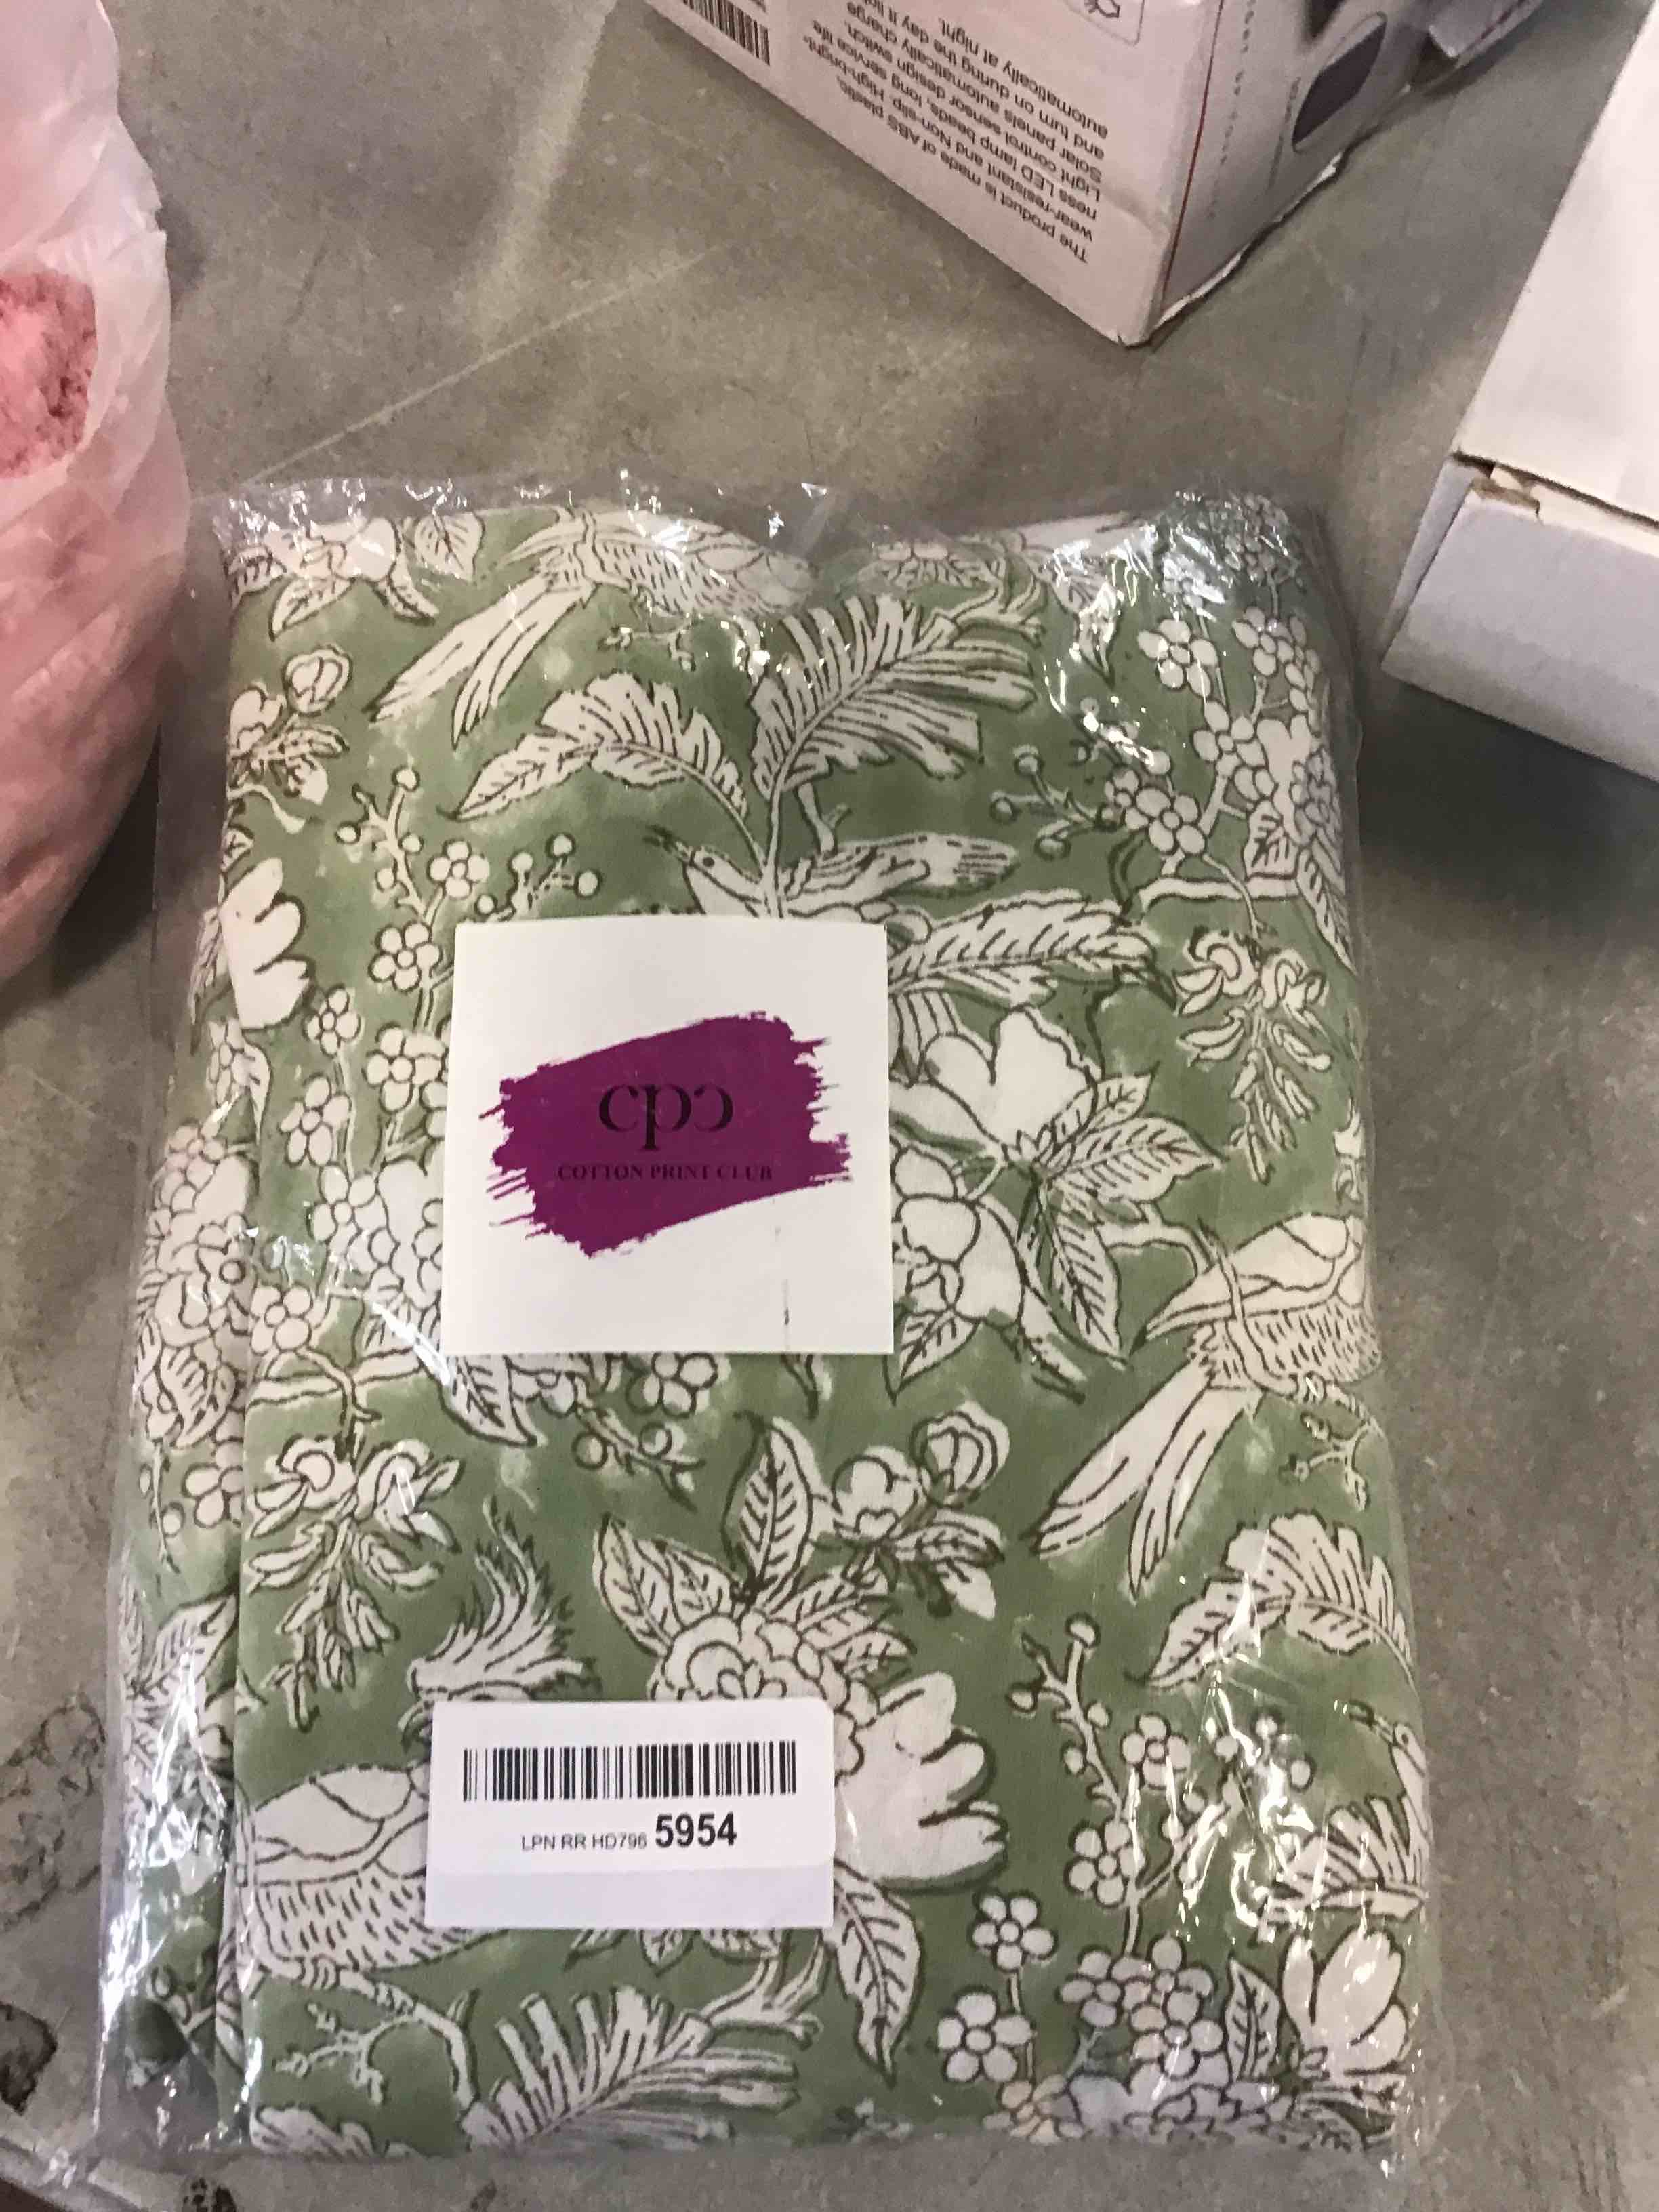 The product is made of ABS plastic,
wear-resistant and Non-slip. High-bright-
ness LED lamp beads, long service life
Light control sensor design switch,
Solar panels automatically charge
and turn on during the day it
automatically at night.
cpc
COTTON PRINT CLUB
LPN RR HD796 5954